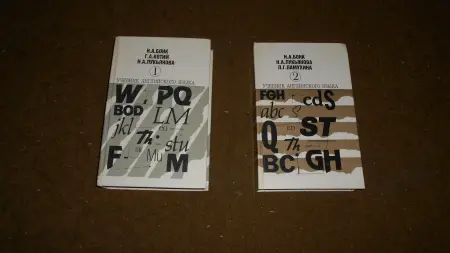 Н.А.БОНК
Г.А.КОТИЙ
Н.А.ЛУКЬЯНОВА
УЧЕБНИК АНГЛИЙСКОГО ЯЗЫКА
1
W PQ
BOD LM
jkl Th stu
F- Mu M
Н.А.БОНК
Н.А.ЛУКЬЯНОВА
Л.Г.ПАМУХИНА
УЧЕБНИК АНГЛИЙСКОГО ЯЗЫКА
2
FGH cdS
abc
Q en ST
Th
BC GH